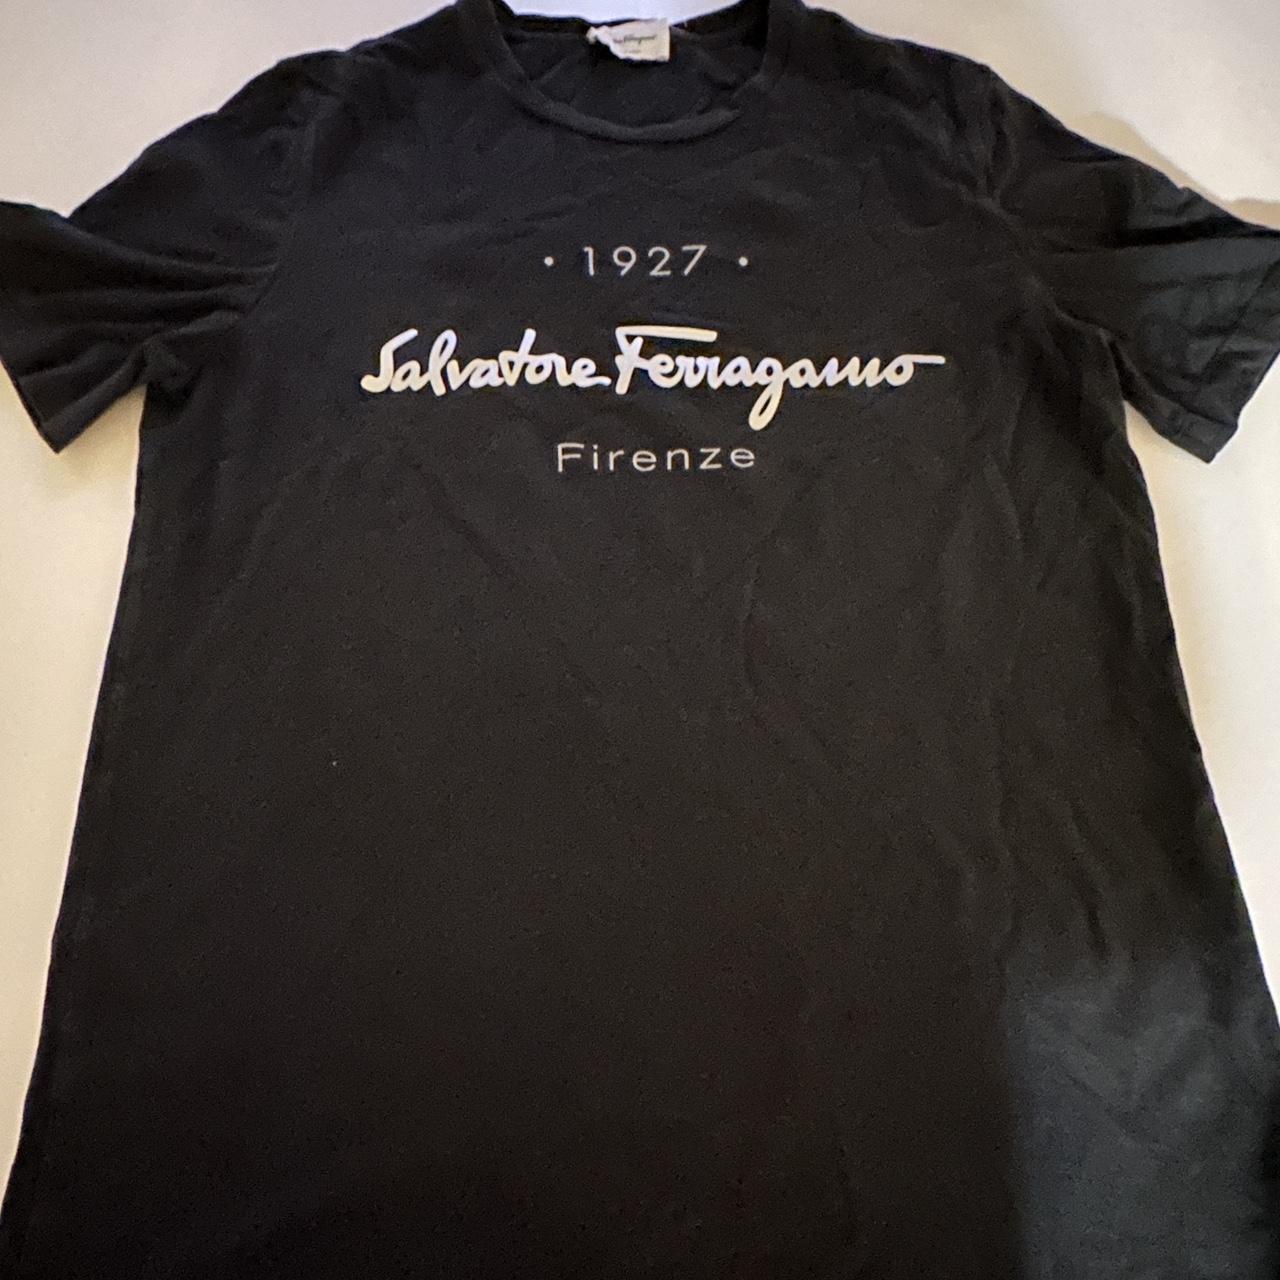 • 1927 •
Salvatore Ferragamo
Firenze